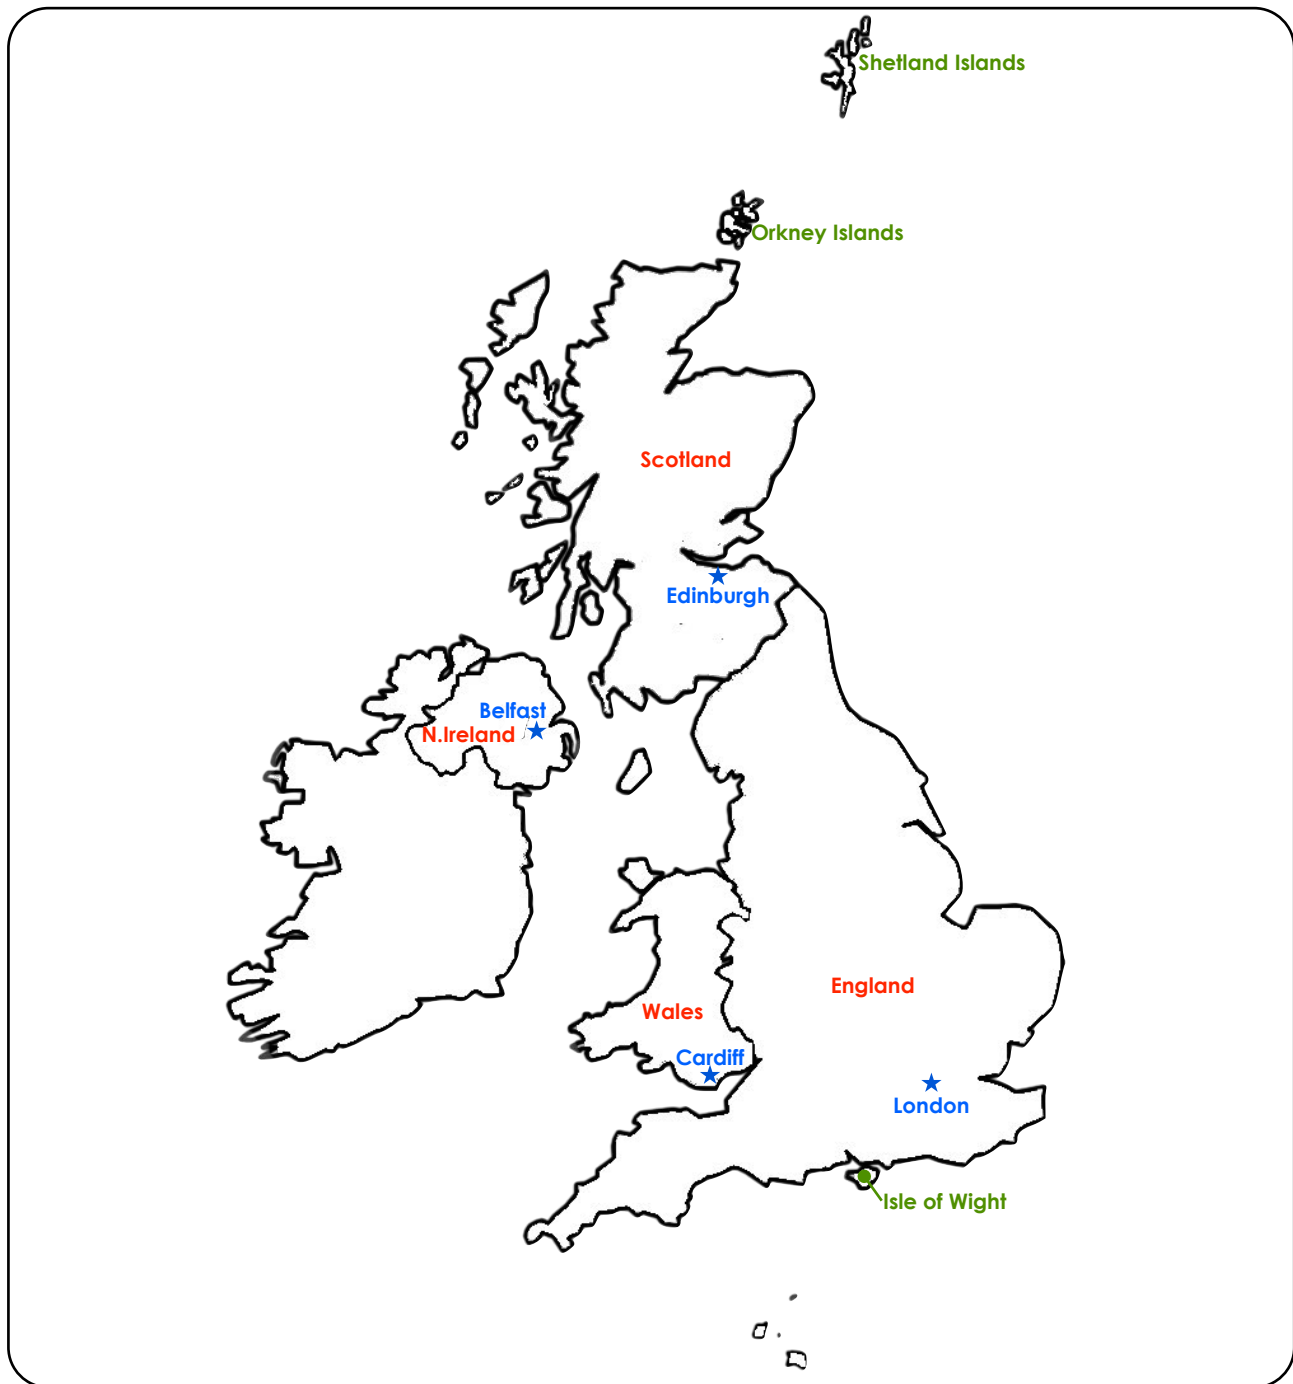 Shetland Islands
Orkney Islands
Scotland
Edinburgh
Belfast
N.Ireland
England
Wales
Cardiff
London
Isle of Wight